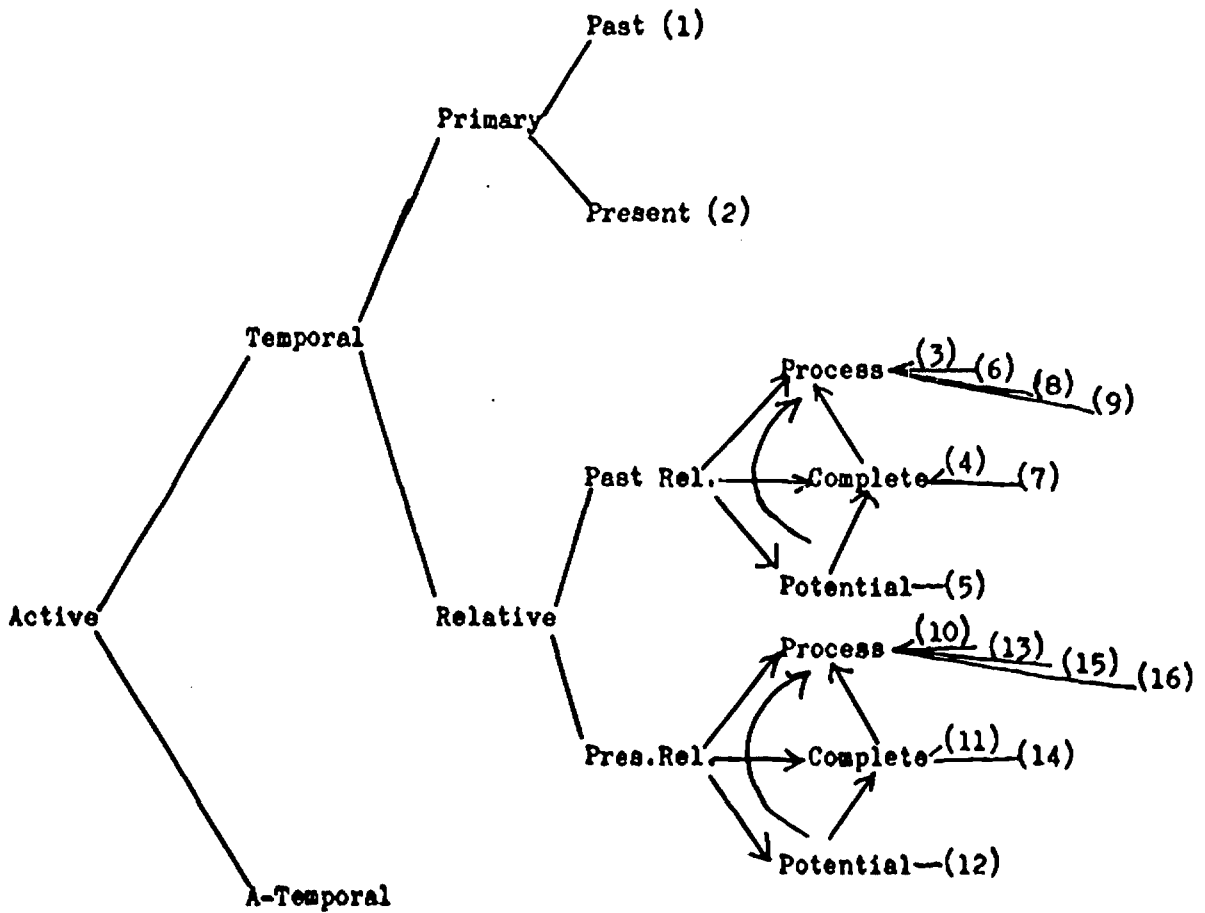 Past (1)
Primary
Present (2)
Temporal
Process (3) (6) (8) (9)
Past Rel. Complete (4) (7)
Potential (5)
Active Relative
Process (10) (13) (15) (16)
Pres.Rel. Complete (11) (14)
Potential (12)
A-Temporal